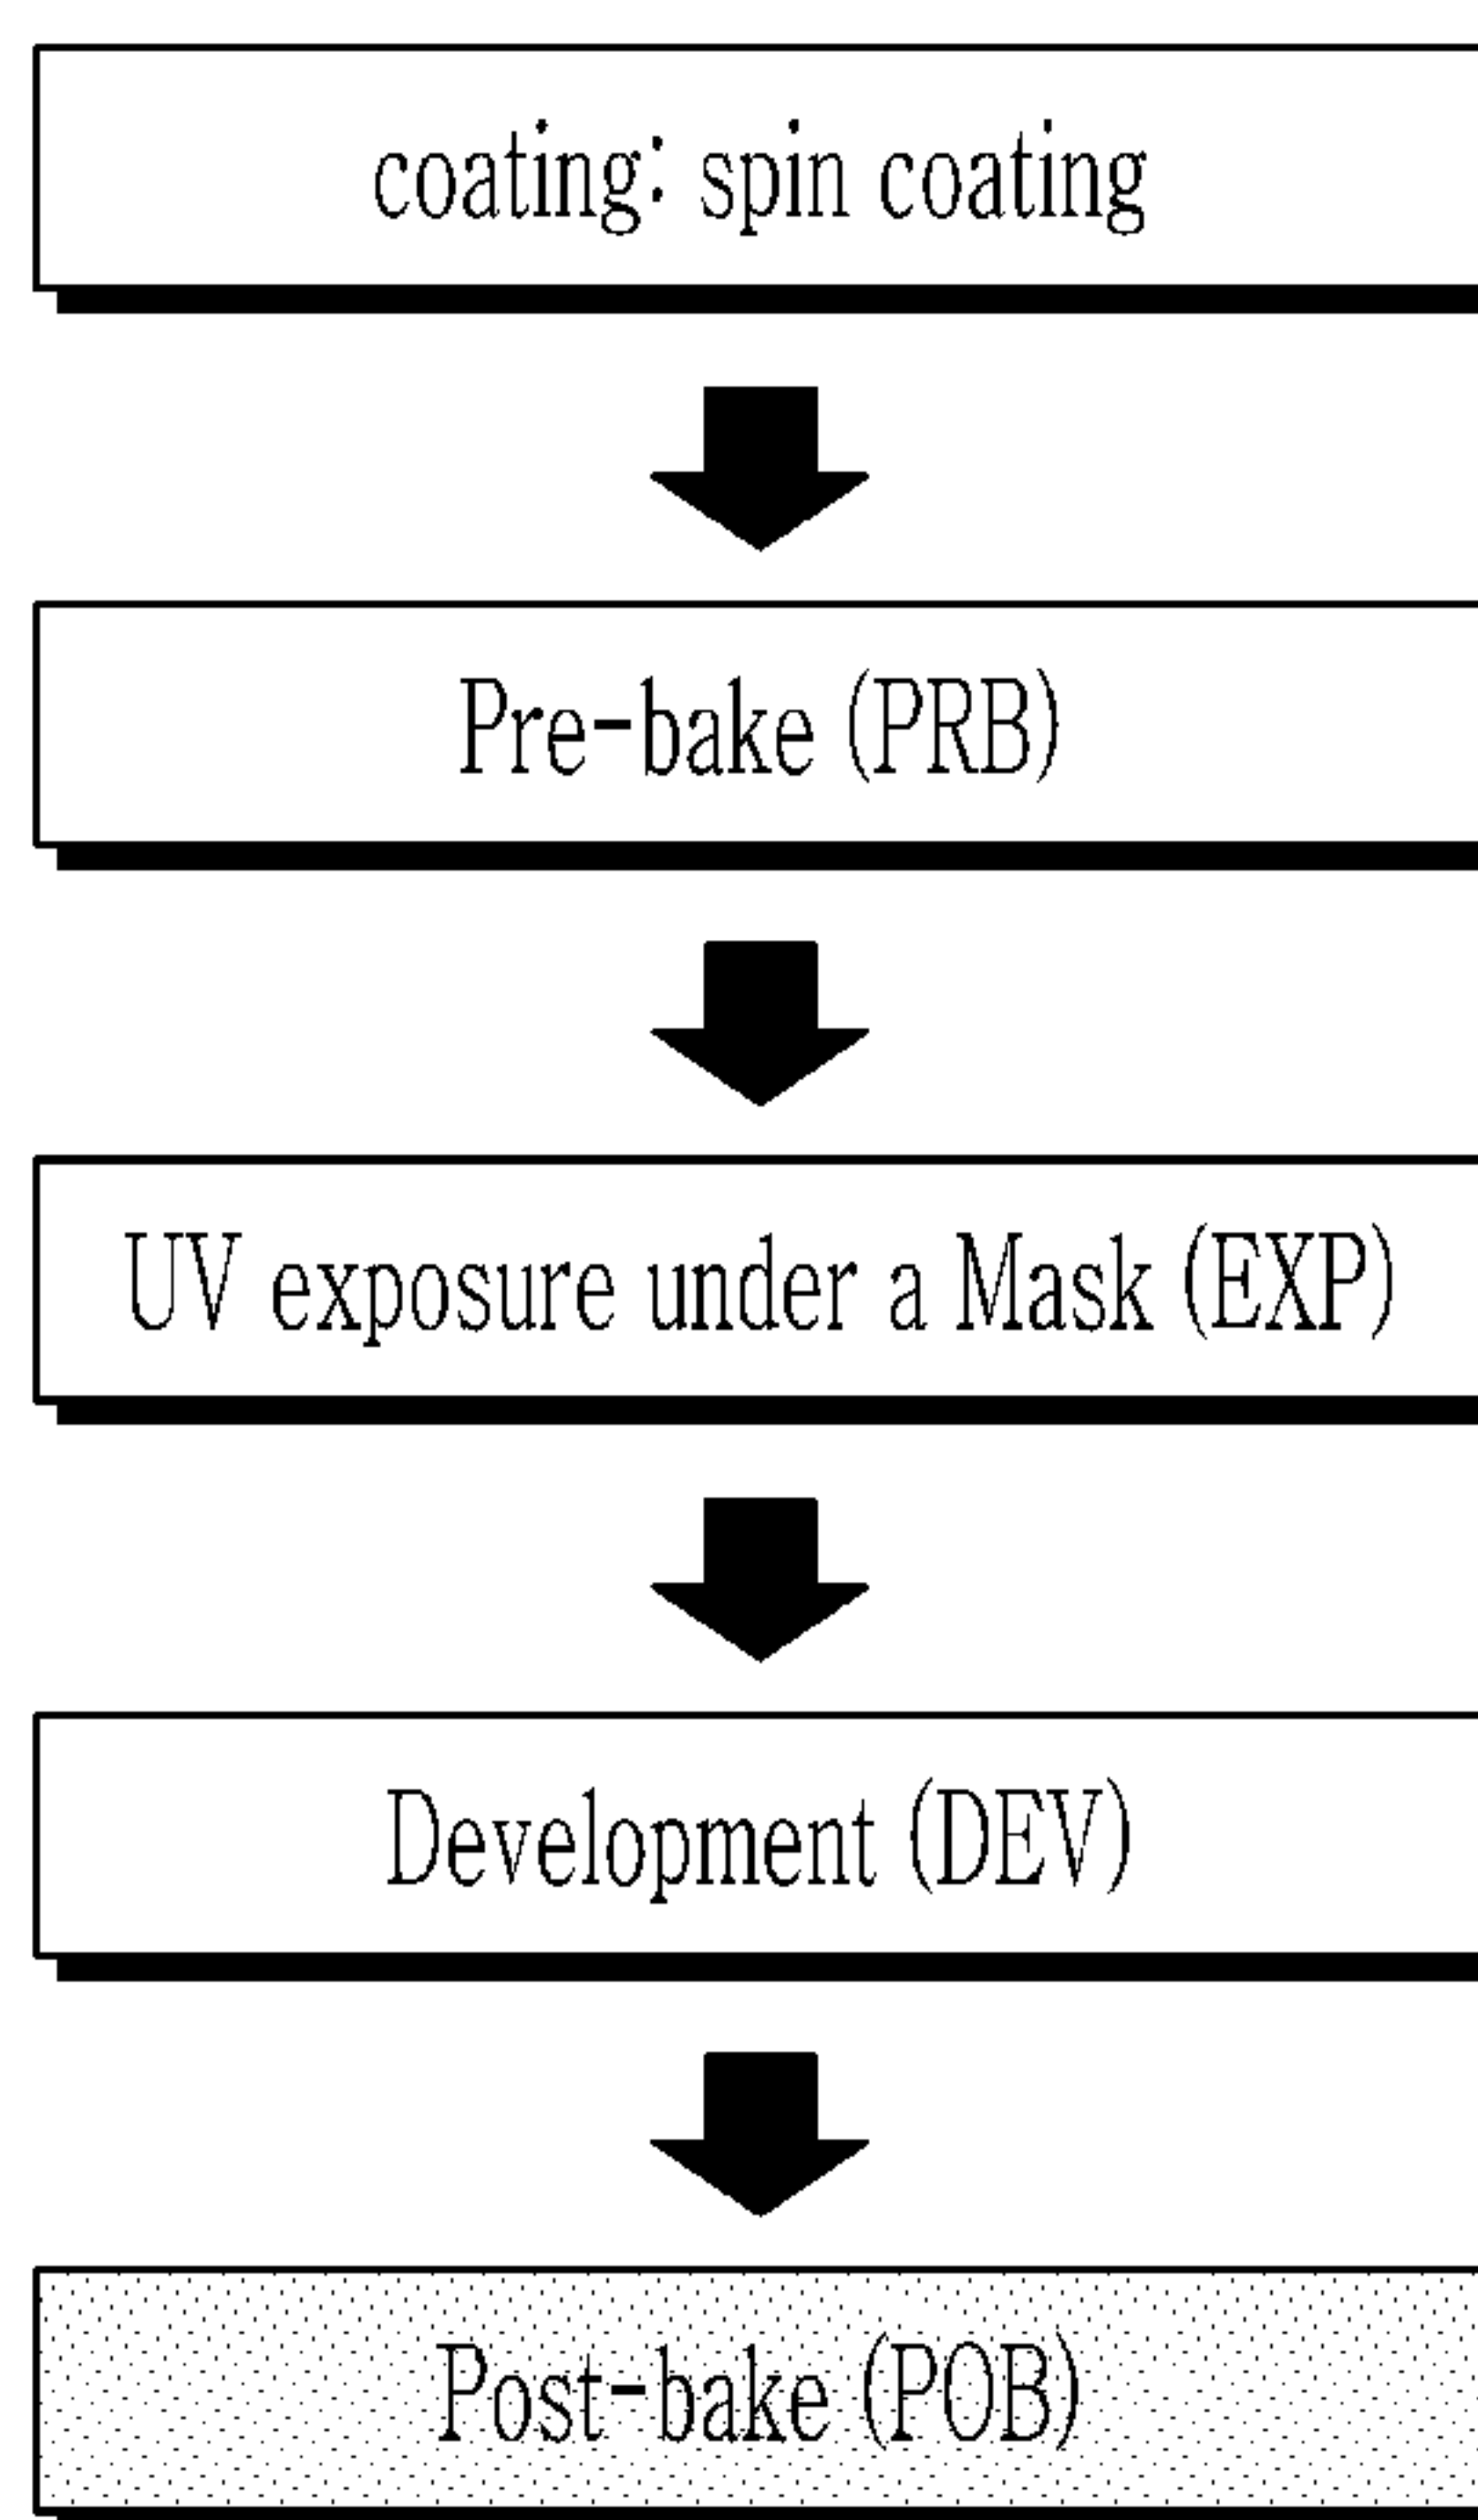 coating: spin coating
Pre-bake (PRB)
UV exposure under a Mask (EXP)
Development (DEV)
Post-bake (POB)